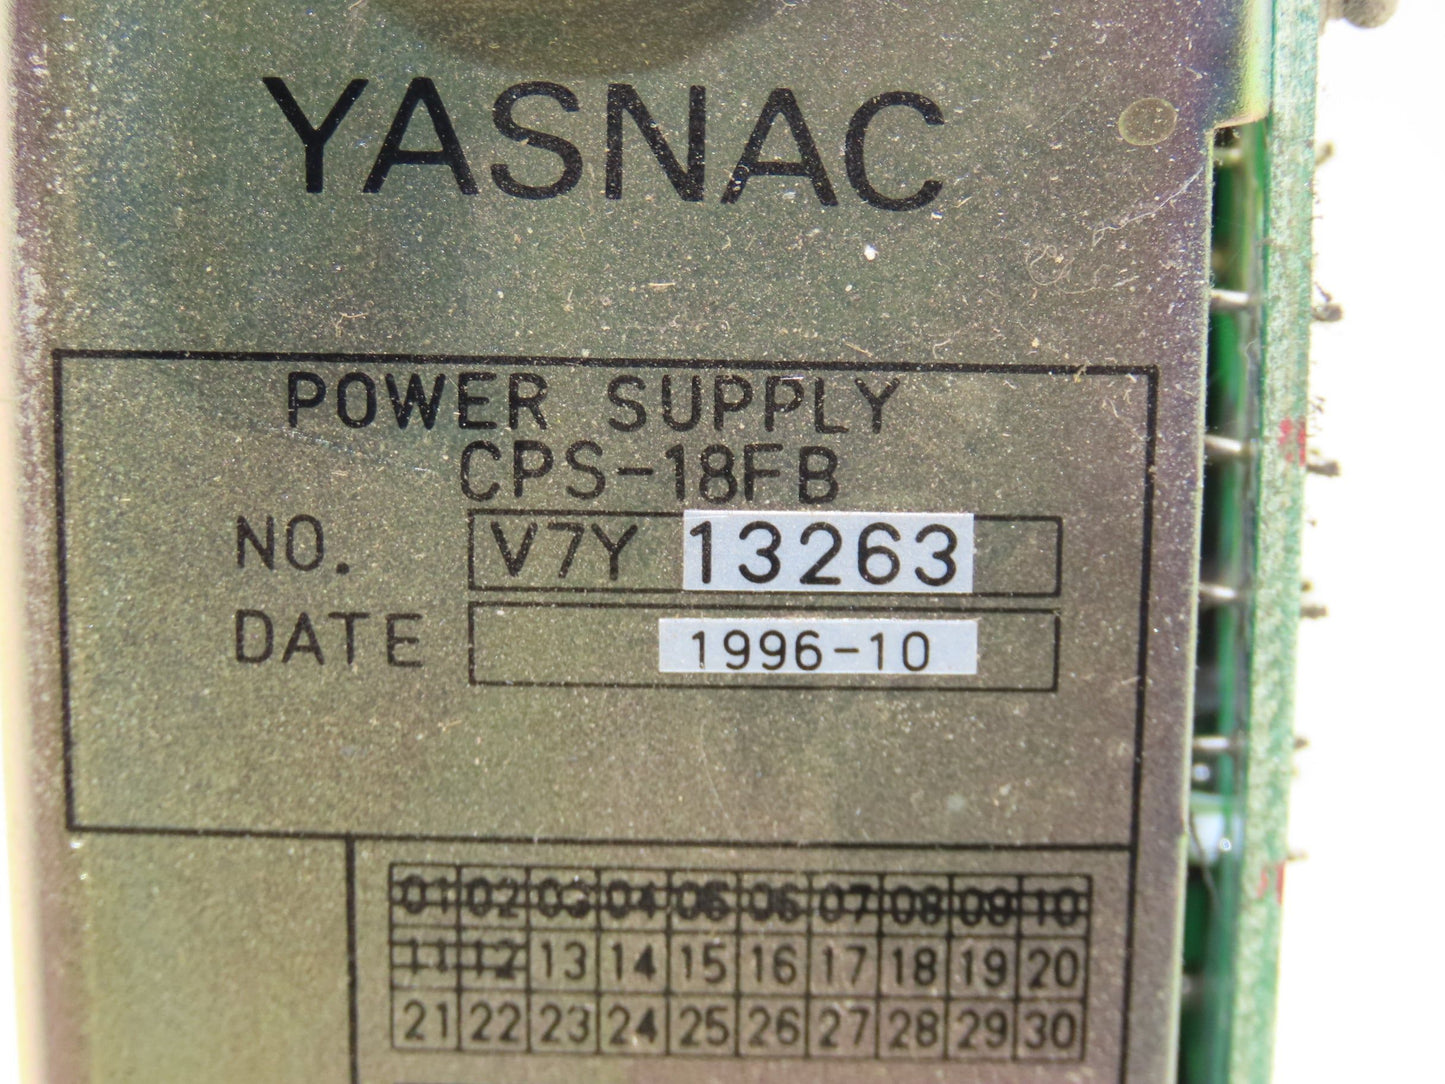 YASNAC
POWER SUPPLY
CPS-18FB
NO. V7Y 13263
DATE 1996-10
01 02 03 04 05 06 07 08 09 10
11 12 13 14 15 16 17 18 19 20
21 22 23 24 25 26 27 28 29 30